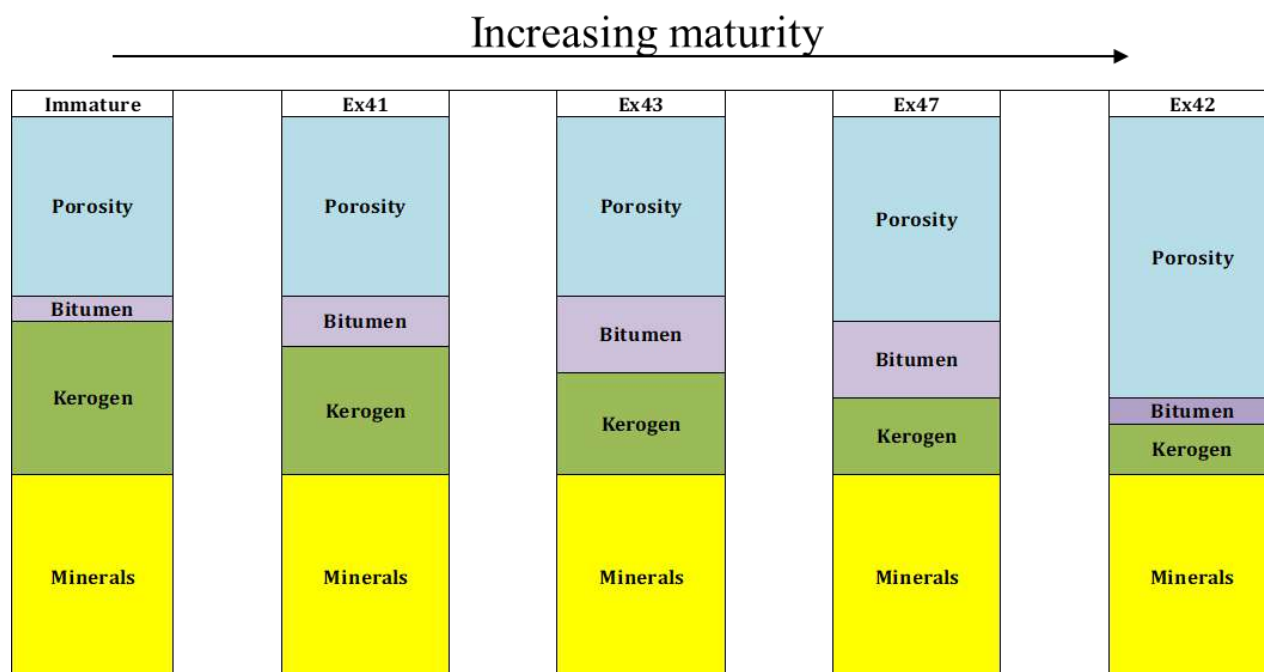 Increasing maturity
Immature Ex41 Ex43 Ex47 Ex42
Porosity Porosity Porosity Porosity Porosity
Bitumen Bitumen Bitumen Bitumen Bitumen
Kerogen Kerogen Kerogen Kerogen Kerogen
Minerals Minerals Minerals Minerals Minerals